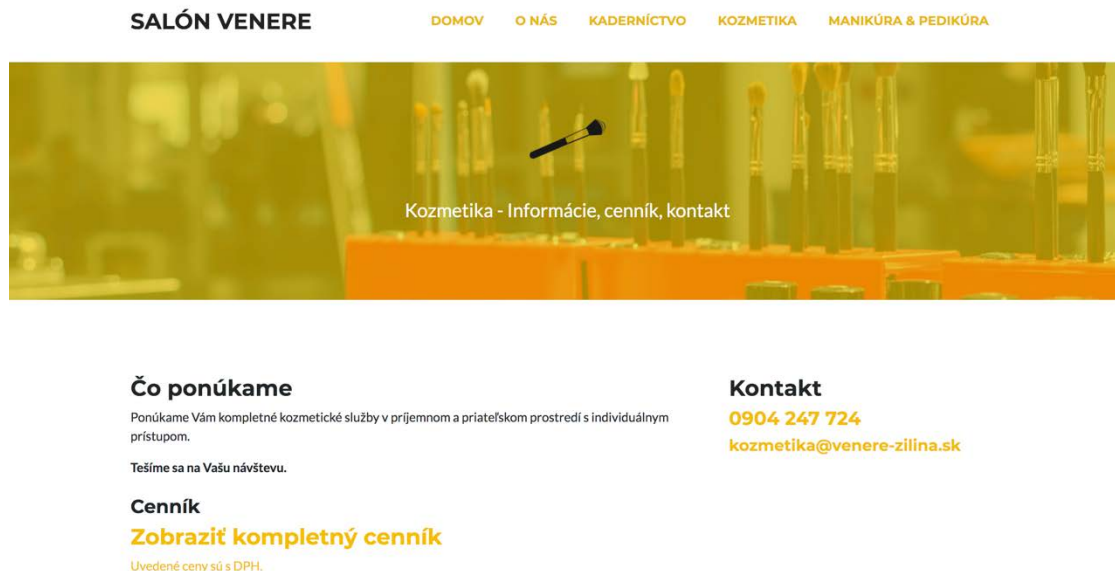 SALÓN VENERE
DOMOV O NÁS KADERNÍCTVO KOZMETIKA MANIKÚRA & PEDIKÚRA
Kozmetika - Informácie, cenník, kontakt
Čo ponúkame
Ponúkame Vám kompletné kozmetické služby v príjemnom a priateľskom prostredí s individuálnym
prístupom.
Tešíme sa na Vašu návštevu.
Cenník
Zobraziť kompletný cenník
Uvedené ceny sú s DPH.
Kontakt
0904 247 724
kozmetika@venere-zilina.sk